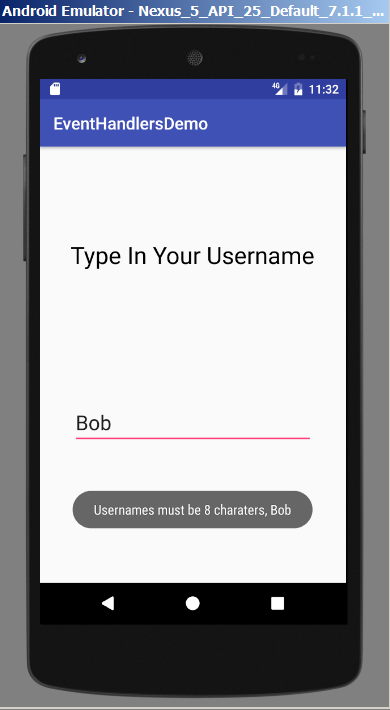 Android Emulator - Nexus_5_API_25_Default_7.1.1_...
4G 11:32
EventHandlersDemo
Type In Your Username
Bob
Usernames must be 8 charaters, Bob